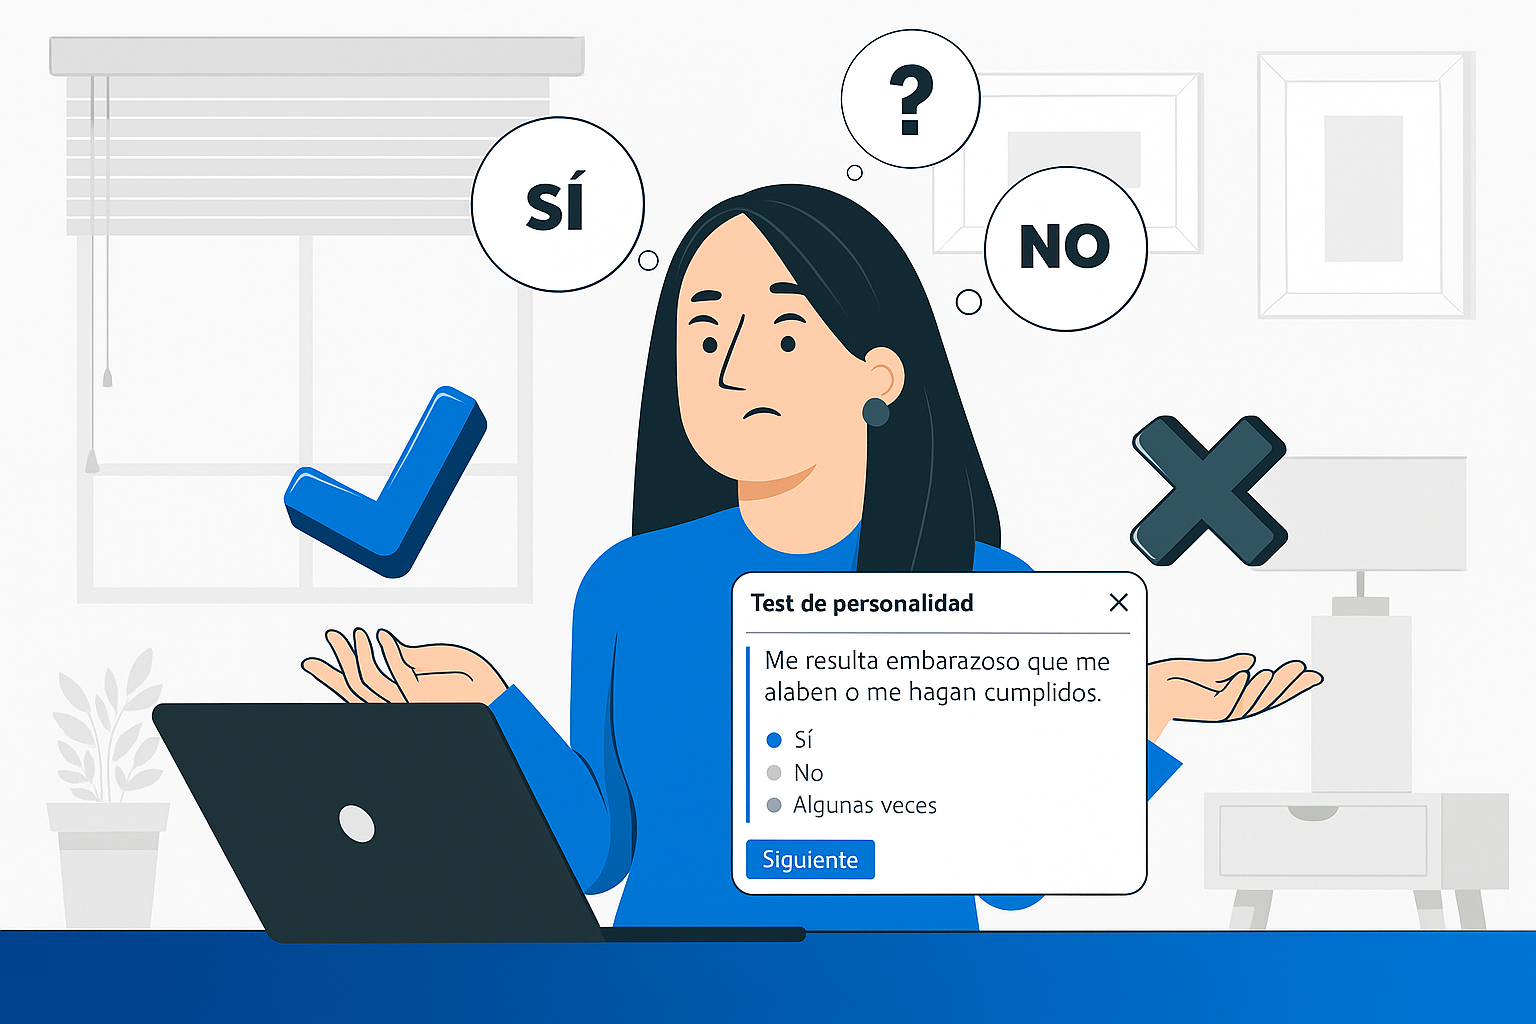 ?
SÍ
NO
Test de personalidad
Me resulta embarazoso que me
alaben o me hagan cumplidos.
Sí
No
Algunas veces
Siguiente